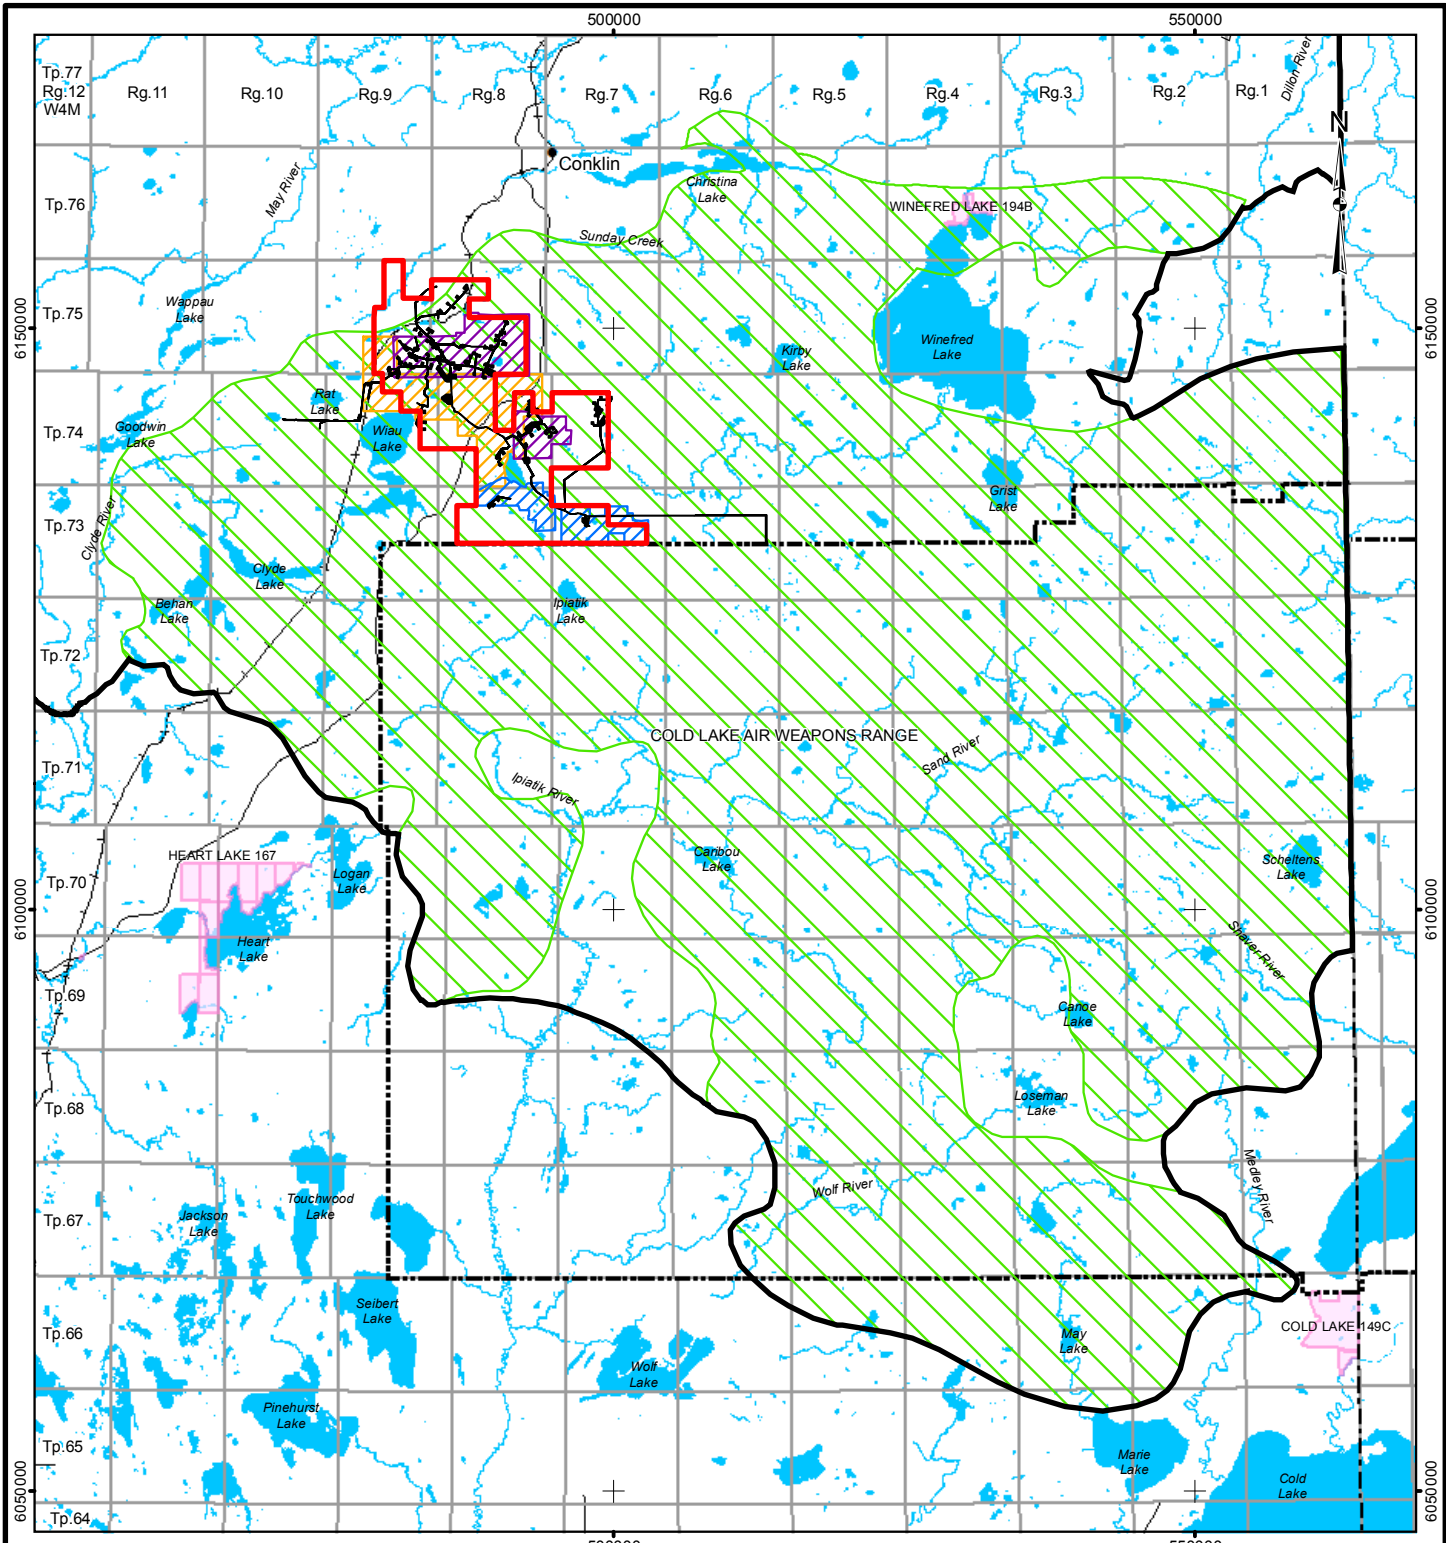 500000
550000
Tp.77
Rg.12
W4M
Rg.11
Rg.10
Rg.9
Rg.8
Rg.7
Rg.6
Rg.5
Rg.4
Rg.3
Rg.2
Rg.1
Dillon River
N
Conklin
May River
Christina
Lake
Tp.76
WINEFRED LAKE 194B
Sunday Creek
Wappau
Lake
Tp.75
6150000
6150000
Kirby
Lake
Winefred
Lake
Rat
Lake
Goodwin
Lake
Wiau
Lake
Tp.74
Grist
Lake
Clyde River
Tp.73
Clyde
Lake
Behan
Lake
Ipiatik
Lake
Tp.72
COLD LAKE AIR WEAPONS RANGE
Sand River
Tp.71
Ipiatik River
HEART LAKE 167
Logan
Lake
Caribou
Lake
Scheltens
Lake
Tp.70
6100000
6100000
Heart
Lake
Shaver River
Tp.69
Canoe
Lake
Loseman
Lake
Tp.68
Medley River
Touchwood
Lake
Wolf River
Jackson
Lake
Tp.67
Seibert
Lake
COLD LAKE 149C
Tp.66
May
Lake
Wolf
Lake
Pinehurst
Lake
Tp.65
Marie
Lake
Cold
Lake
6050000
6050000
Tp.64